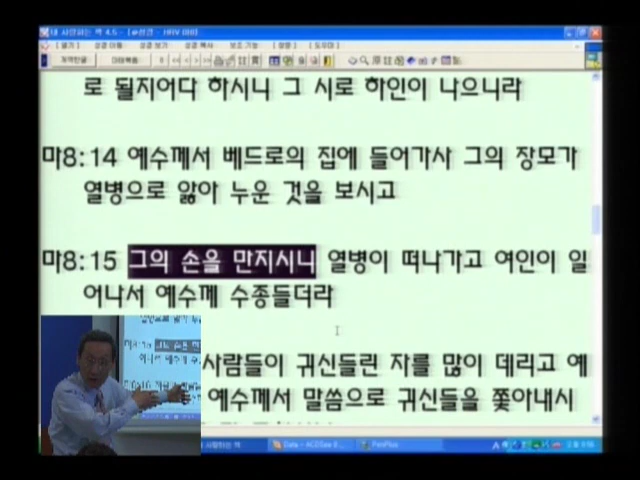 로 될지어다 하시니 그 시로 하인이 나으니라
마8:14 예수께서 베드로의 집에 들어가사 그의 장모가
열병으로 앓아 누운 것을 보시고
마8:15 그의 손을 만지시니 열병이 떠나가고 여인이 일
어나서 예수께 수종들더라
사람들이 귀신들린 자를 많이 데리고 예
예수께서 말씀으로 귀신들을 쫓아내시